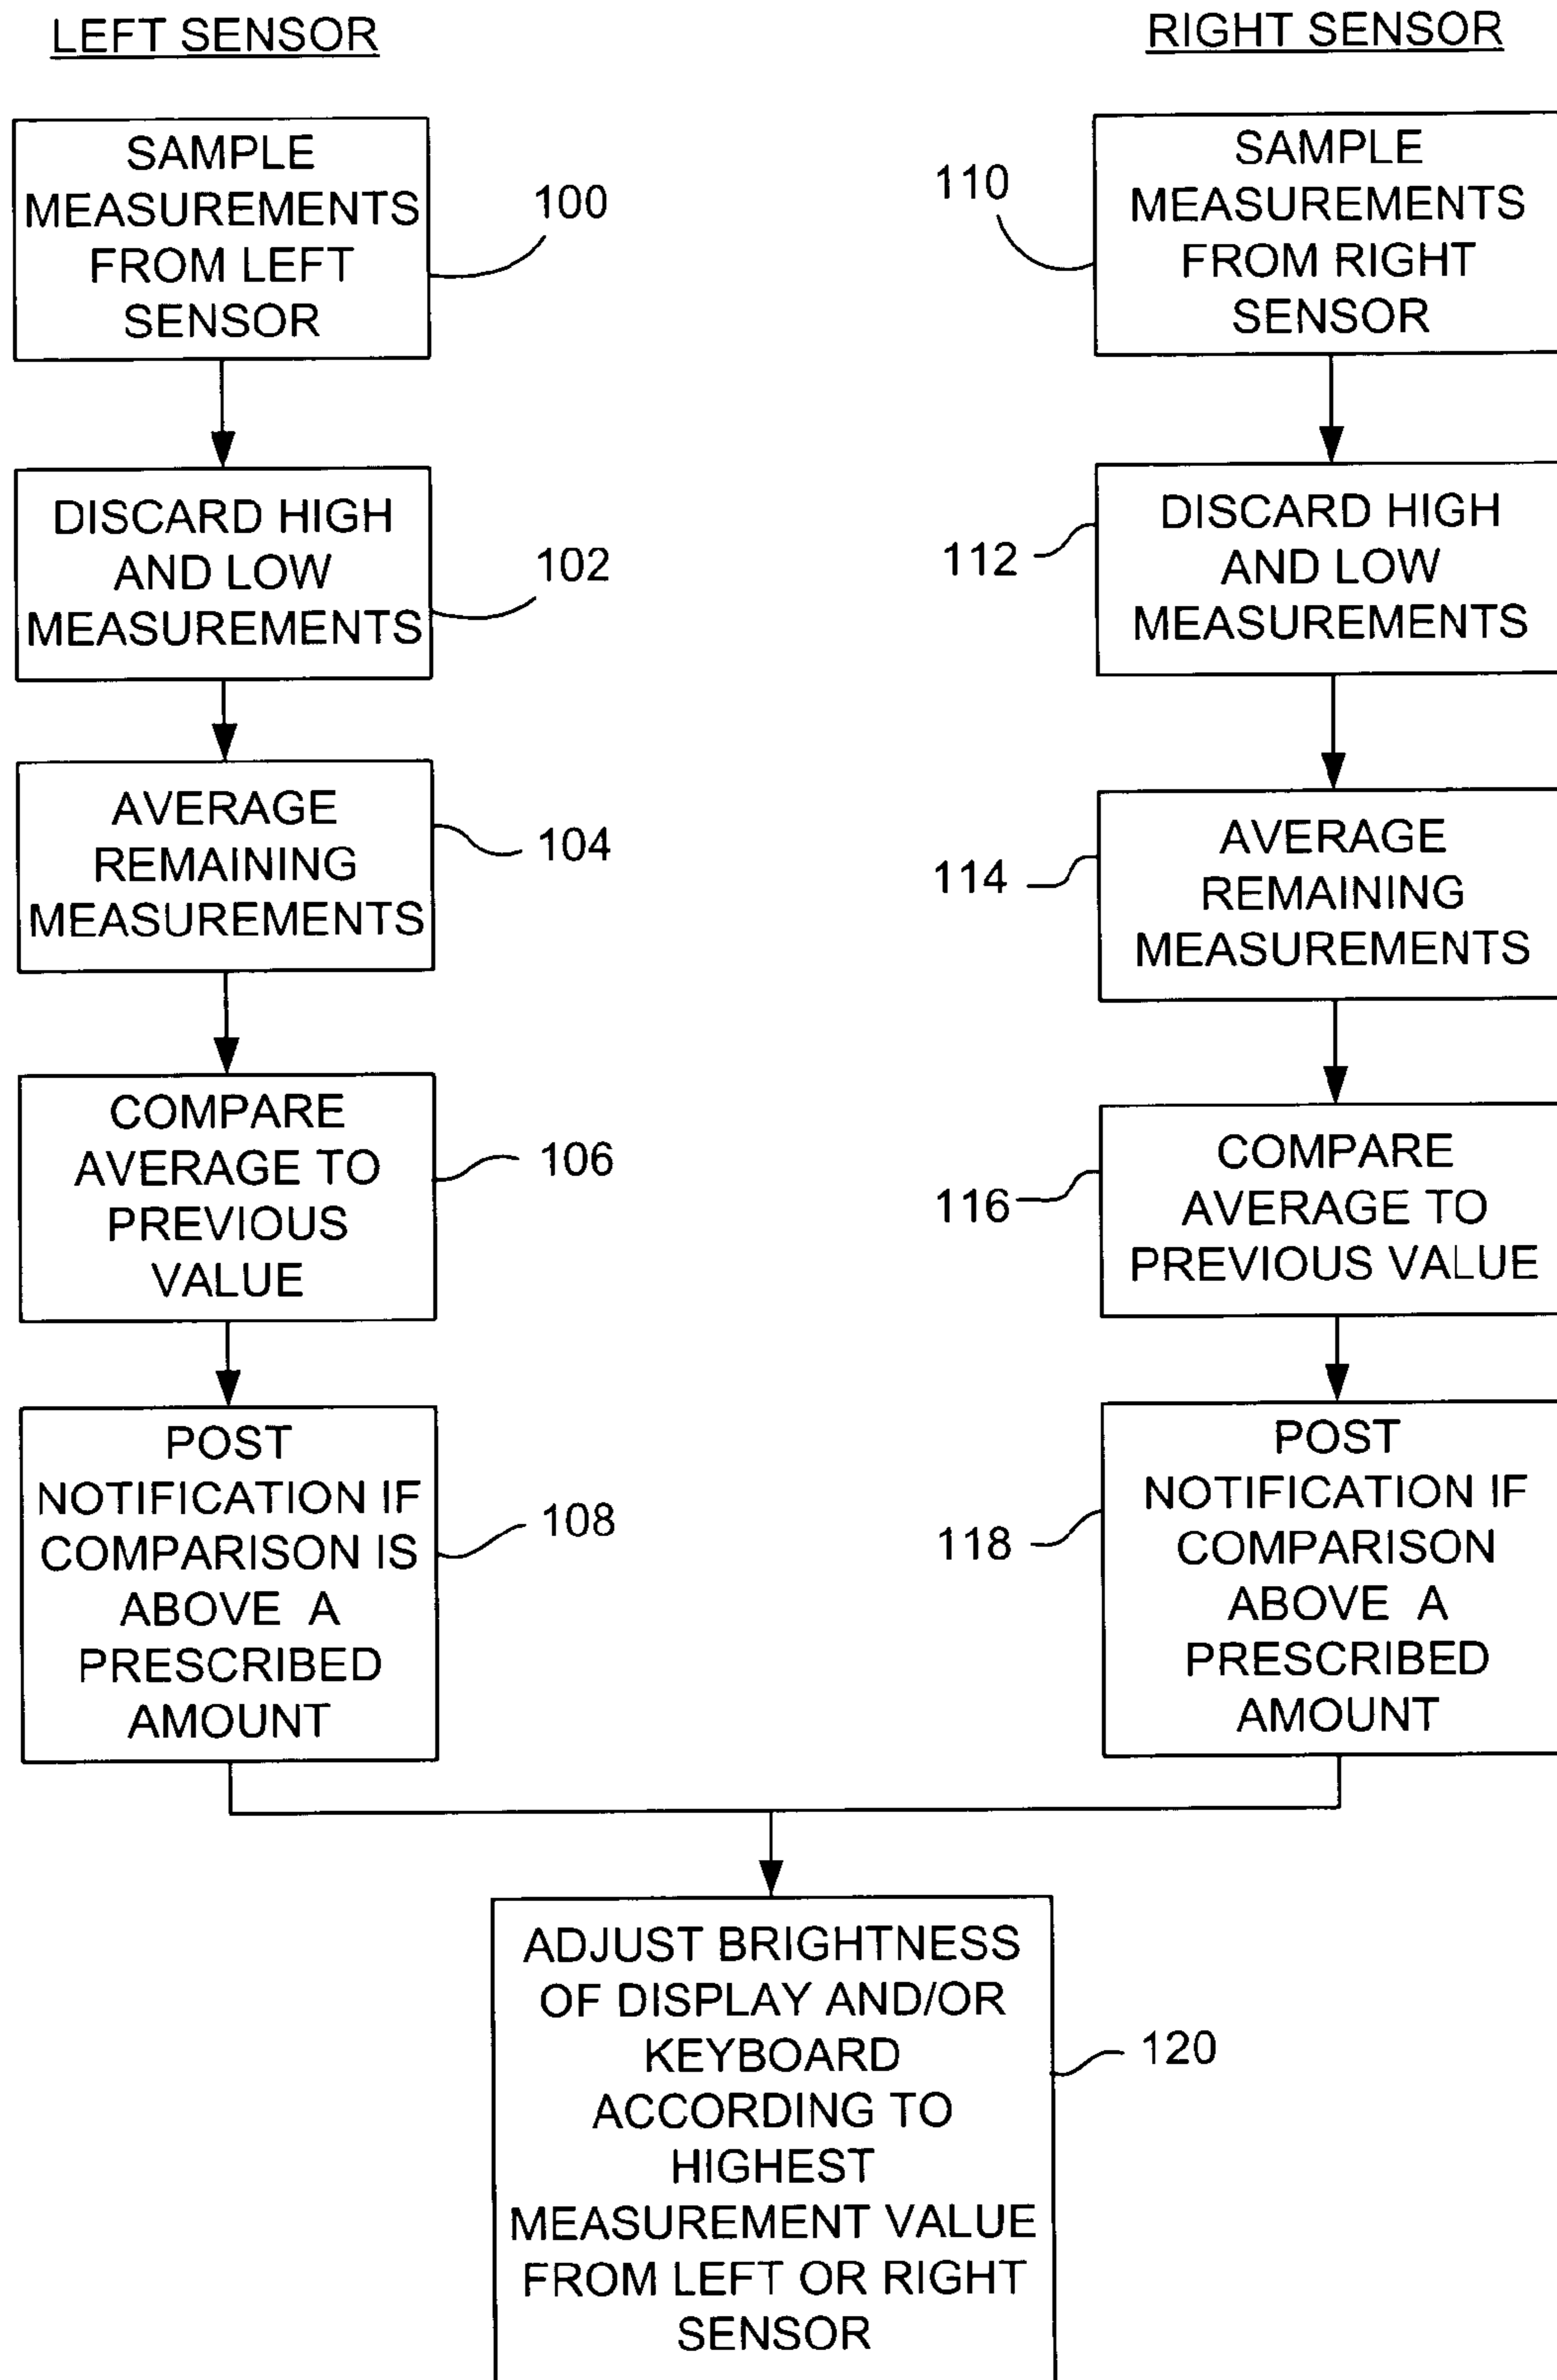 LEFT SENSOR
SAMPLE
MEASUREMENTS
FROM LEFT
SENSOR
100
DISCARD HIGH
AND LOW
MEASUREMENTS
102
AVERAGE
REMAINING
MEASUREMENTS
104
COMPARE
AVERAGE TO
PREVIOUS
VALUE
106
POST
NOTIFICATION IF
COMPARISON IS
ABOVE A
PRESCRIBED
AMOUNT
108
RIGHT SENSOR
SAMPLE
MEASUREMENTS
FROM RIGHT
SENSOR
110
DISCARD HIGH
AND LOW
MEASUREMENTS
112
AVERAGE
REMAINING
MEASUREMENTS
114
COMPARE
AVERAGE TO
PREVIOUS VALUE
116
POST
NOTIFICATION IF
COMPARISON
ABOVE A
PRESCRIBED
AMOUNT
118
ADJUST BRIGHTNESS
OF DISPLAY AND/OR
KEYBOARD
ACCORDING TO
HIGHEST
MEASUREMENT VALUE
FROM LEFT OR RIGHT
SENSOR
120